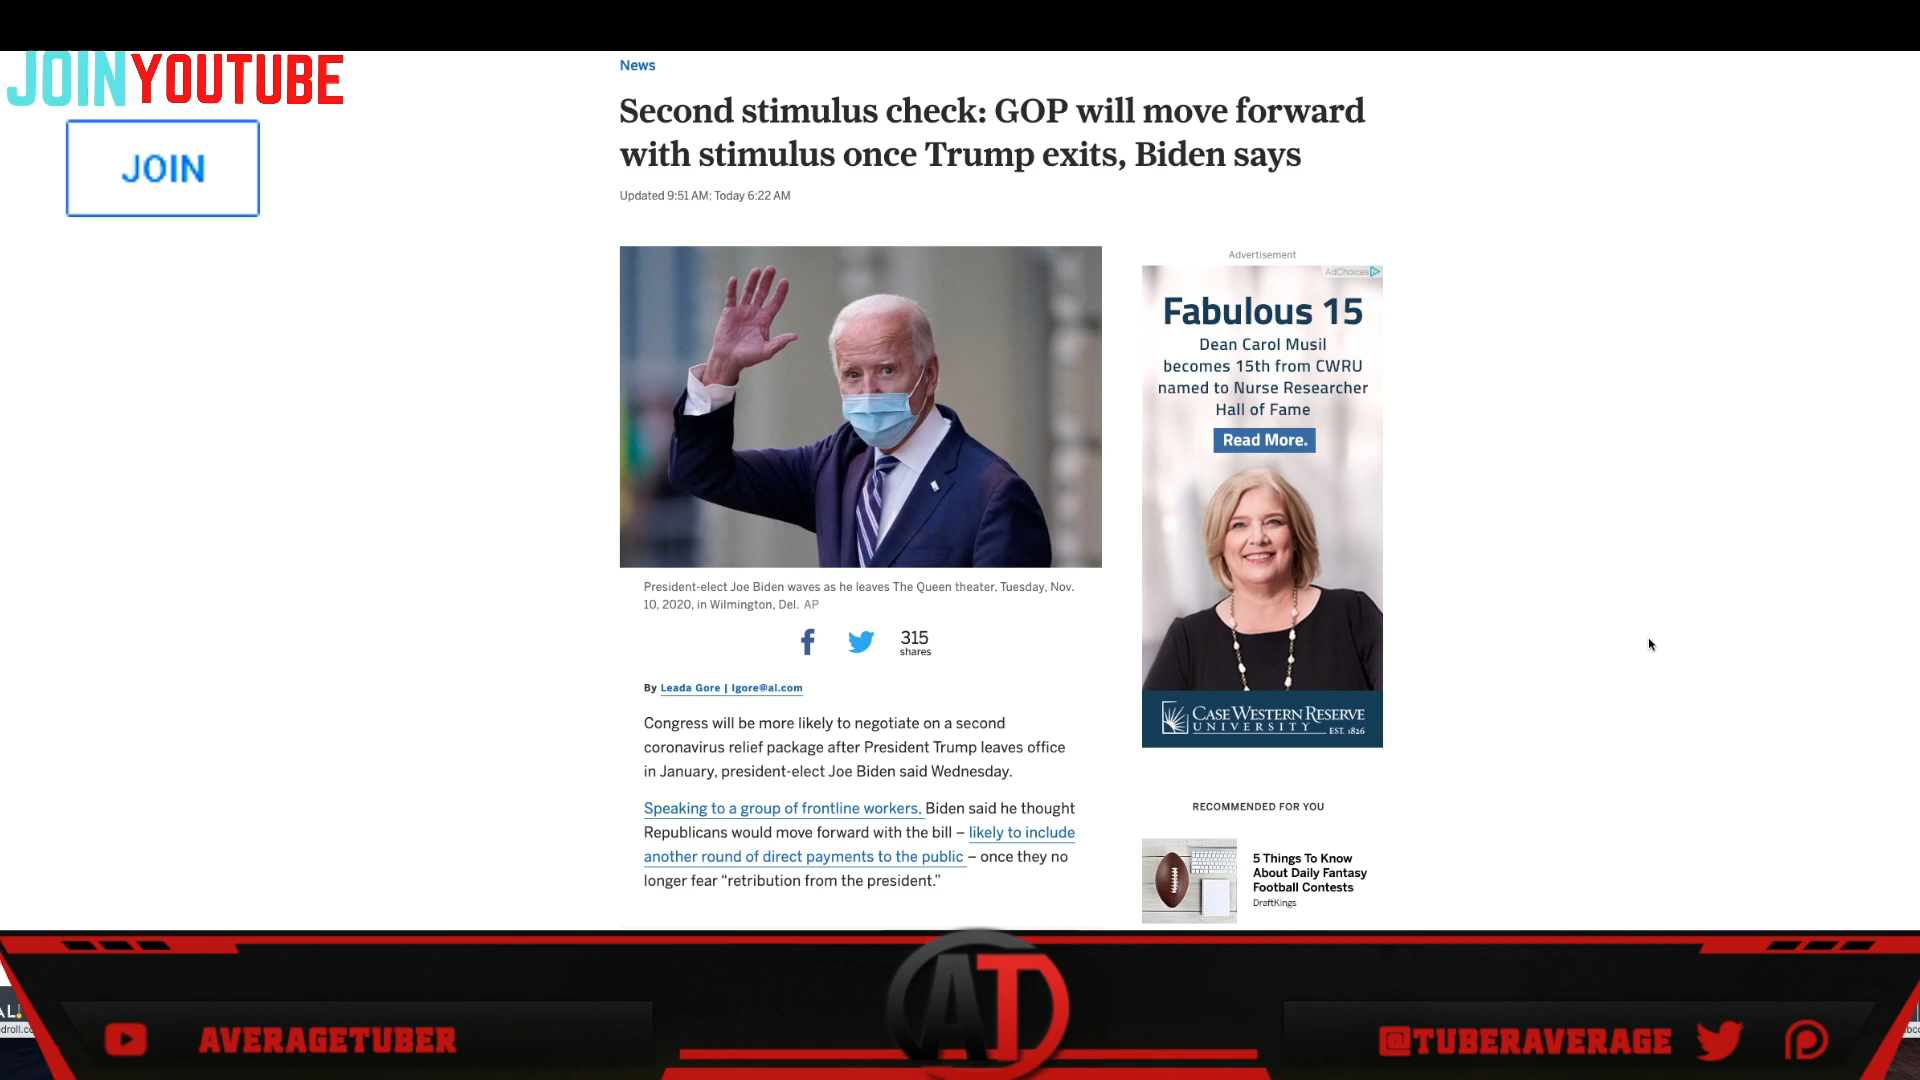 JOINYOUTUBE
JOIN
News
Second stimulus check: GOP will move forward
with stimulus once Trump exits, Biden says
Updated 9:51 AM; Today 6:22 AM
President-elect Joe Biden waves as he leaves The Queen theater, Tuesday, Nov.
10, 2020, in Wilmington, Del. AP
315
shares
By Leada Gore | lgore@al.com
Congress will be more likely to negotiate on a second
coronavirus relief package after President Trump leaves office
in January, president-elect Joe Biden said Wednesday.
Speaking to a group of frontline workers, Biden said he thought
Republicans would move forward with the bill – likely to include
another round of direct payments to the public – once they no
longer fear “retribution from the president.”
Advertisement
AdChoices
Fabulous 15
Dean Carol Musil
becomes 15th from CWRU
named to Nurse Researcher
Hall of Fame
Read More.
CASE WESTERN RESERVE
UNIVERSITY EST. 1826
RECOMMENDED FOR YOU
5 Things To Know
About Daily Fantasy
Football Contests
DraftKings
AT
AVERAGETUBER
@TUBERAVERAGE